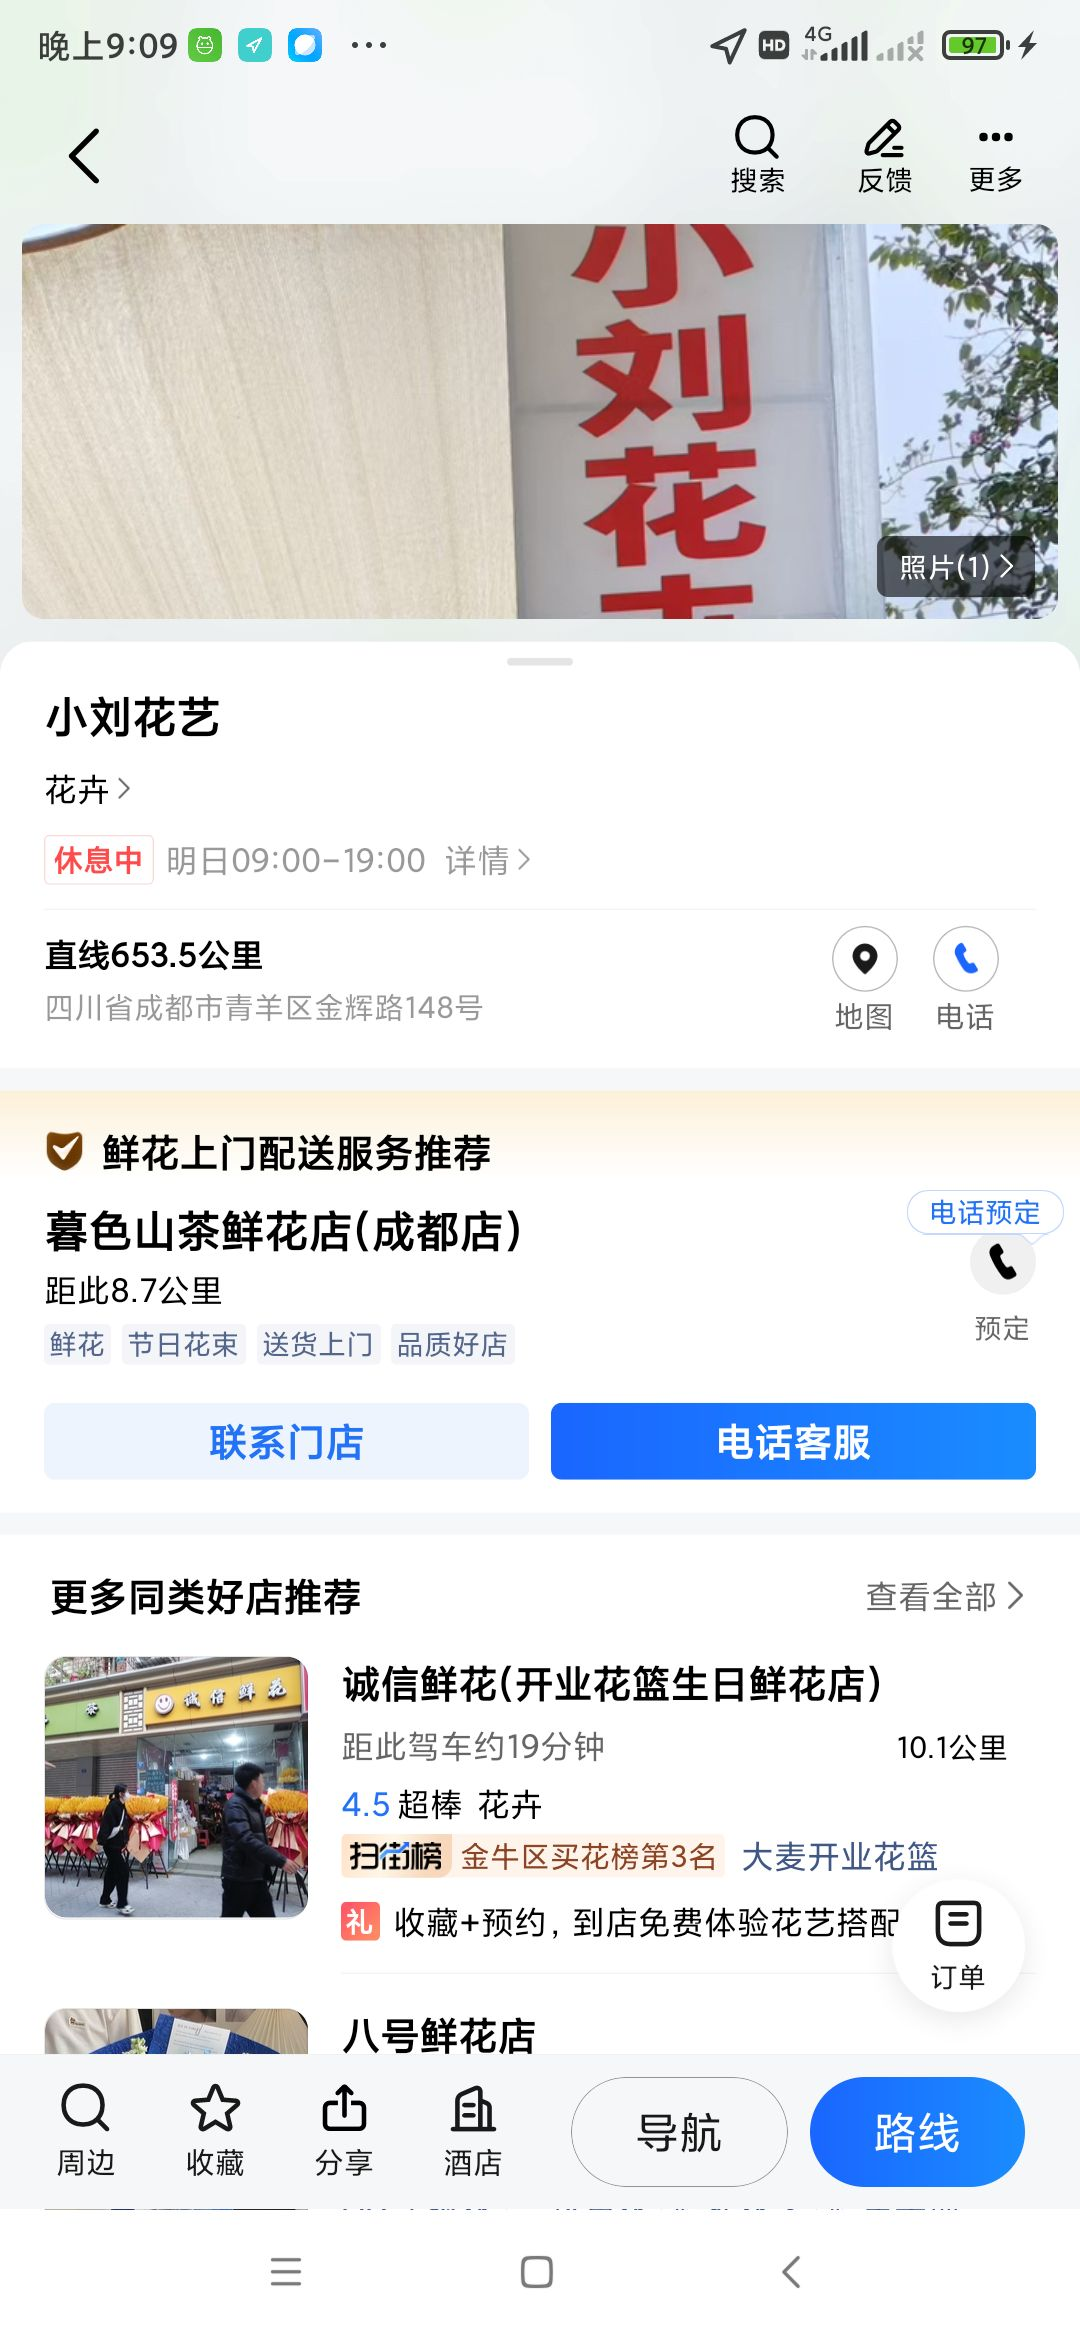 晚上9:09
HD
4G
97
搜索
反馈
更多
小刘花
照片(1)
小刘花艺
花卉
休息中 明日09:00-19:00 详情
直线653.5公里
四川省成都市青羊区金辉路148号
地图
电话
鲜花上门配送服务推荐
暮色山茶鲜花店(成都店)
电话预定
距此8.7公里
预定
鲜花 节日花束 送货上门 品质好店
联系门店
电话客服
更多同类好店推荐
查看全部
茶
诚信鲜花
诚信鲜花(开业花篮生日鲜花店)
距此驾车约19分钟
10.1公里
4.5 超棒 花卉
扫街榜 金牛区买花榜第3名 大麦开业花篮
礼 收藏+预约，到店免费体验花艺搭配
订单
八号鲜花店
周边
收藏
分享
酒店
导航
路线